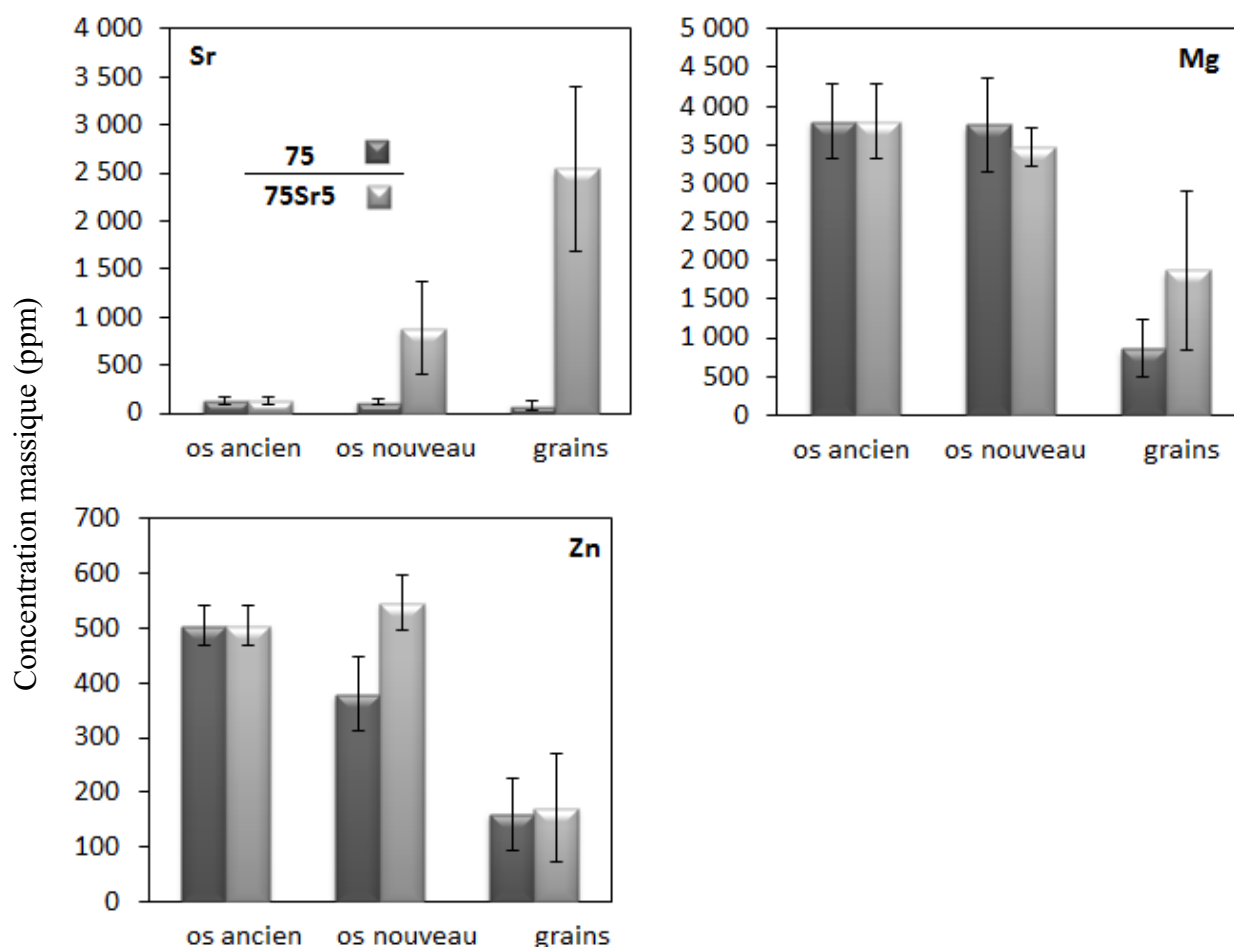 Concentration massique (ppm)
4 000
3 500
3 000
2 500
2 000
1 500
1 000
500
0
Sr
75
75Sr5
os ancien
os nouveau
grains
5 000
4 500
4 000
3 500
3 000
2 500
2 000
1 500
1 000
500
0
Mg
os ancien
os nouveau
grains
700
600
500
400
300
200
100
0
Zn
os ancien
os nouveau
grains